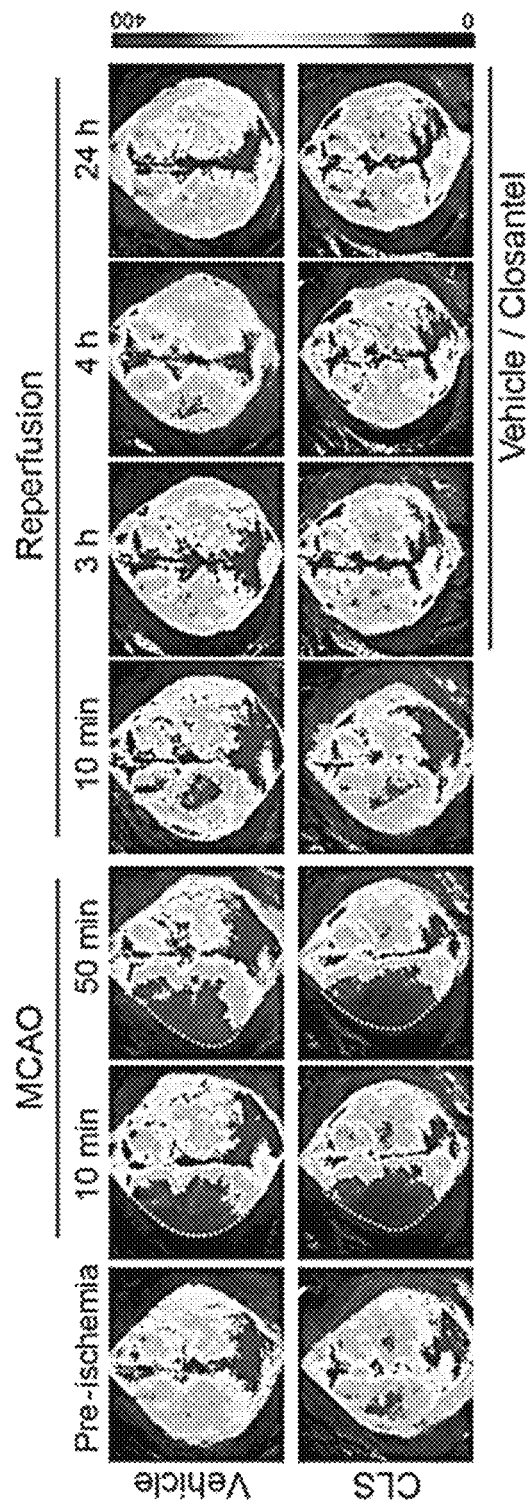 MCAO
Reperfusion
Pre-ischemia 10 min 50 min 10 min 3 h 4 h 24 h
400
0
Vehicle
CLS
Vehicle / Closantel